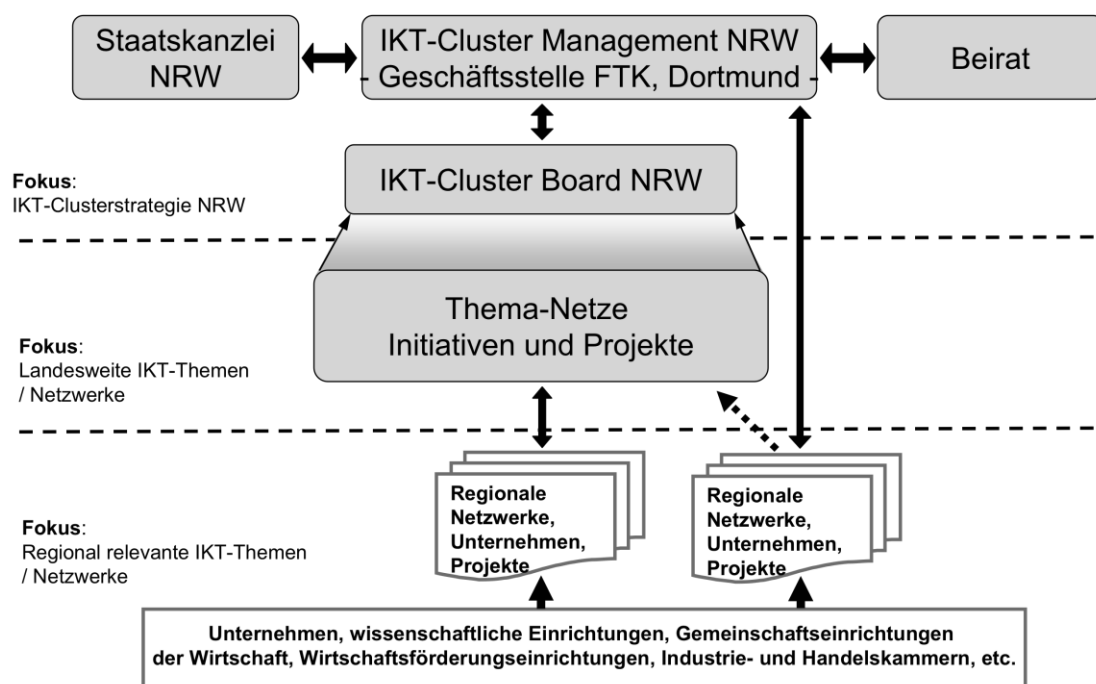 Staatskanzlei
NRW
IKT-Cluster Management NRW
- Geschäftsstelle FTK, Dortmund -
Beirat
IKT-Cluster Board NRW
Fokus:
IKT-Clusterstrategie NRW
Thema-Netze
Initiativen und Projekte
Fokus:
Landesweite IKT-Themen
/ Netzwerke
Regionale
Netzwerke,
Unternehmen,
Projekte
Regionale
Netzwerke,
Unternehmen,
Projekte
Fokus:
Regional relevante IKT-Themen
/ Netzwerke
Unternehmen, wissenschaftliche Einrichtungen, Gemeinschaftseinrichtungen
der Wirtschaft, Wirtschaftsförderungseinrichtungen, Industrie- und Handelskammern, etc.